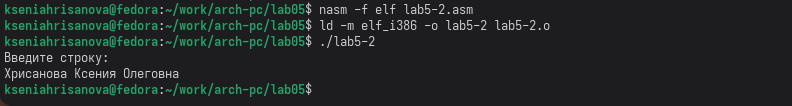 kseniahrisanova@fedora:~/work/arch-pc/lab05$ nasm -f elf lab5-2.asm
kseniahrisanova@fedora:~/work/arch-pc/lab05$ ld -m elf_i386 -o lab5-2 lab5-2.o
kseniahrisanova@fedora:~/work/arch-pc/lab05$ ./lab5-2
Введите строку:
Хрисанова Ксения Олеговна
kseniahrisanova@fedora:~/work/arch-pc/lab05$